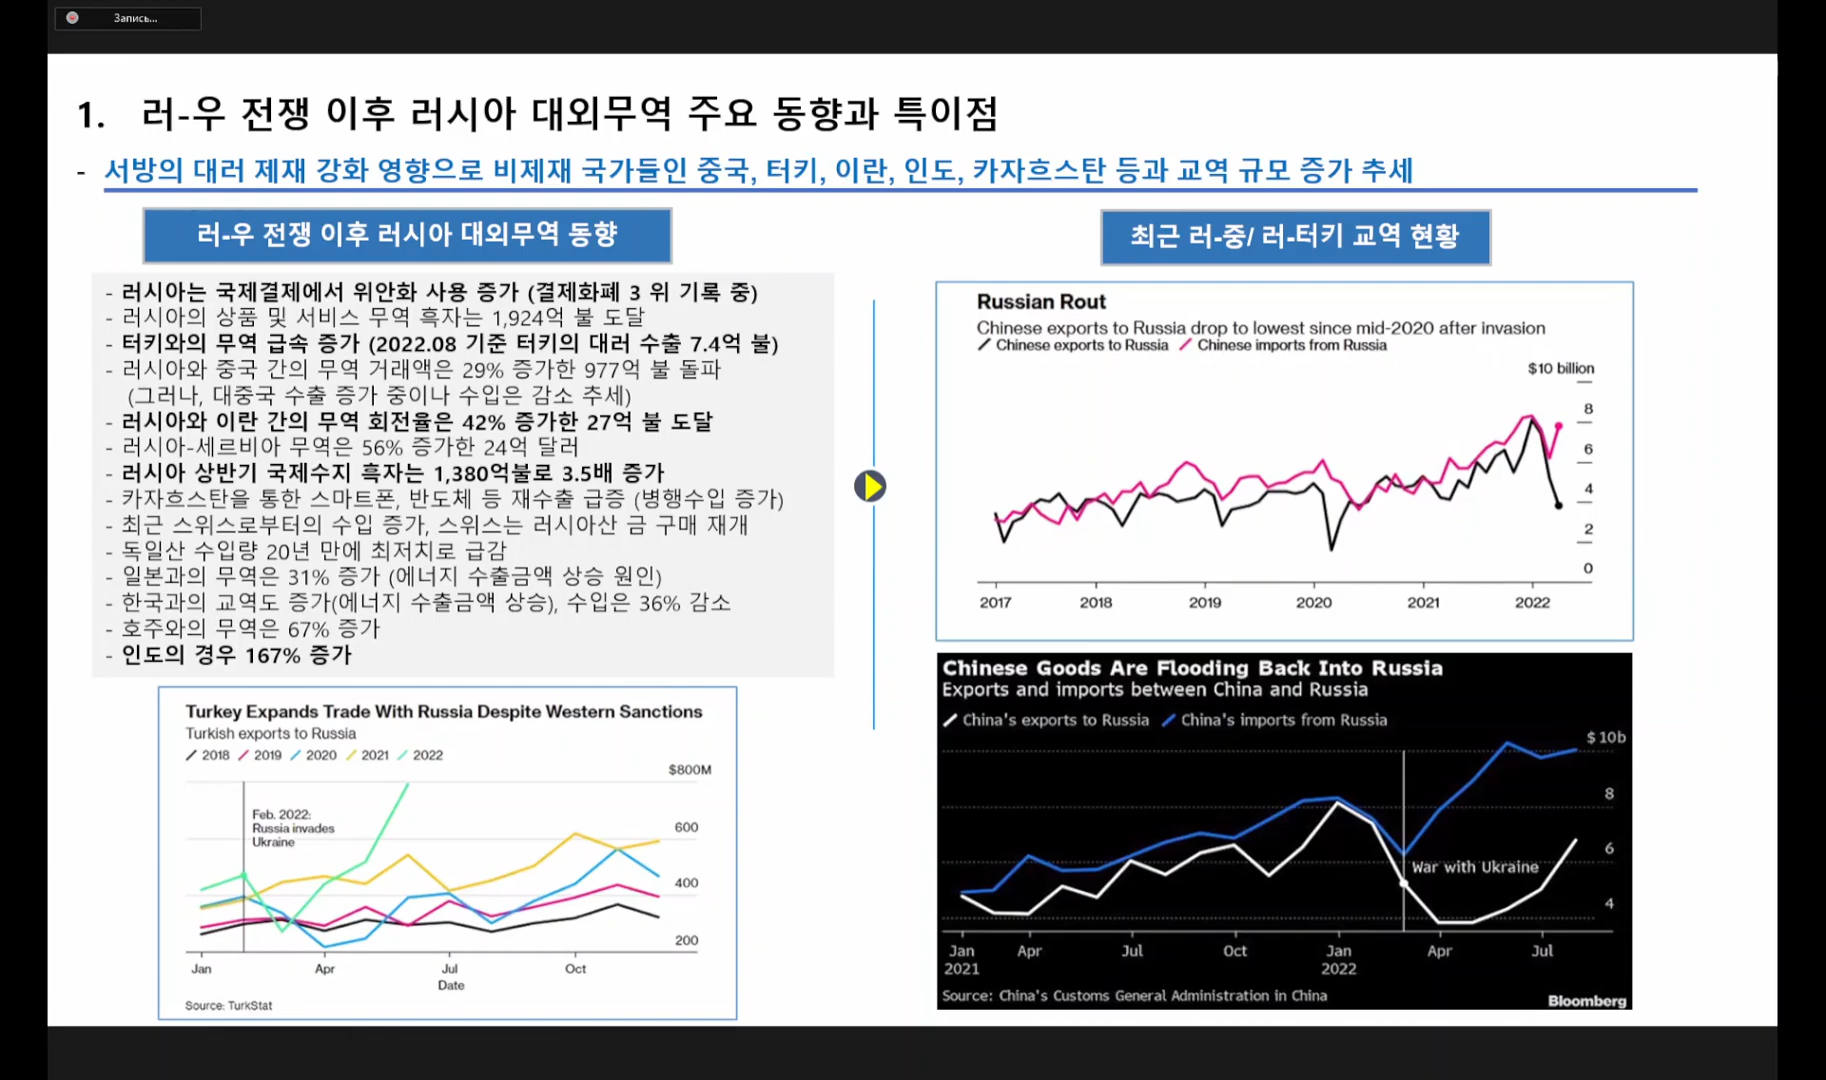 Запись...
1. 러-우 전쟁 이후 러시아 대외무역 주요 동향과 특이점
- 서방의 대러 제재 강화 영향으로 비제재 국가들인 중국, 터키, 이란, 인도, 카자흐스탄 등과 교역 규모 증가 추세
러-우 전쟁 이후 러시아 대외무역 동향
- 러시아는 국제결제에서 위안화 사용 증가 (결제화폐 3 위 기록 중)
- 러시아의 상품 및 서비스 무역 흑자는 1,924억 불 도달
- 터키와의 무역 급속 증가 (2022.08 기준 터키의 대러 수출 7.4억 불)
- 러시아와 중국 간의 무역 거래액은 29% 증가한 977억 불 돌파
(그러나, 대중국 수출 증가 중이나 수입은 감소 추세)
- 러시아와 이란 간의 무역 회전율은 42% 증가한 27억 불 도달
- 러시아-세르비아 무역은 56% 증가한 24억 달러
- 러시아 상반기 국제수지 흑자는 1,380억불로 3.5배 증가
- 카자흐스탄을 통한 스마트폰, 반도체 등 재수출 급증 (병행수입 증가)
- 최근 스위스로부터의 수입 증가, 스위스는 러시아산 금 구매 재개
- 독일산 수입량 20년 만에 최저치로 급감
- 일본과의 무역은 31% 증가 (에너지 수출금액 상승 원인)
- 한국과의 교역도 증가(에너지 수출금액 상승), 수입은 36% 감소
- 호주와의 무역은 67% 증가
- 인도의 경우 167% 증가
Turkey Expands Trade With Russia Despite Western Sanctions
Turkish exports to Russia
2018 2019 2020 2021 2022
$800M
Feb. 2022:
Russia invades
Ukraine
600
400
200
Jan Apr Jul Oct
Date
Source: TurkStat
최근 러-중/ 러-터키 교역 현황
Russian Rout
Chinese exports to Russia drop to lowest since mid-2020 after invasion
Chinese exports to Russia Chinese imports from Russia
$10 billion
8
6
4
2
0
2017 2018 2019 2020 2021 2022
Chinese Goods Are Flooding Back Into Russia
Exports and imports between China and Russia
China's exports to Russia China's imports from Russia
$10b
8
6
War with Ukraine
4
Jan Apr Jul Oct Jan Apr Jul
2021 2022
Source: China's Customs General Administration in China
Bloomberg